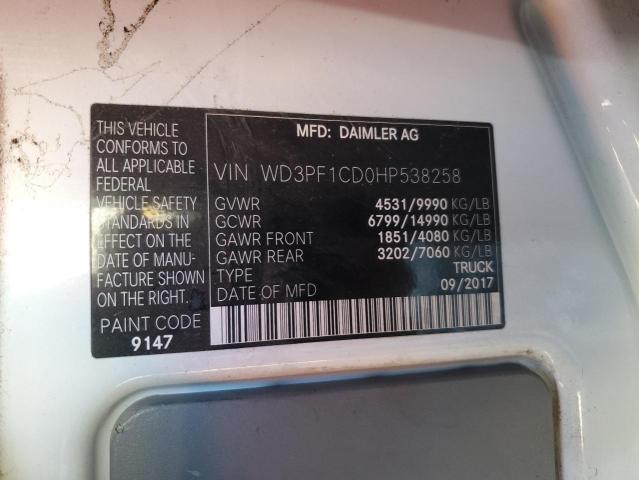 THIS VEHICLE
CONFORMS TO
ALL APPLICABLE
FEDERAL
VEHICLE SAFETY
STANDARDS IN
EFFECT ON THE
DATE OF MANU-
FACTURE SHOWN
ON THE RIGHT.
PAINT CODE
9147
MFD: DAIMLER AG
VIN WD3PF1CD0HP538258
GVWR 4531/9990 KG/LB
GCWR 6799/14990 KG/LB
GAWR FRONT 1851/4080 KG/LB
GAWR REAR 3202/7060 KG/LB
TYPE TRUCK
DATE OF MFD 09/2017